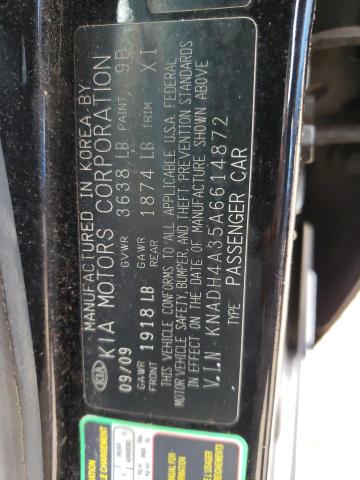 MANUFACTURED IN KOREA BY
KIA KIA MOTORS CORPORATION
09/09 GVWR 3638 LB PAINT 9B
GAWR FRONT 1918 LB GAWR REAR 1874 LB TRIM XI
THIS VEHICLE CONFORMS TO ALL APPLICABLE U.S.A. FEDERAL
MOTOR VEHICLE SAFETY, BUMPER AND THEFT PREVENTION STANDARDS
IN EFFECT ON THE DATE OF MANUFACTURE SHOWN ABOVE
V.I.N KNADH4A35A6614872
TYPE PASSENGER CAR